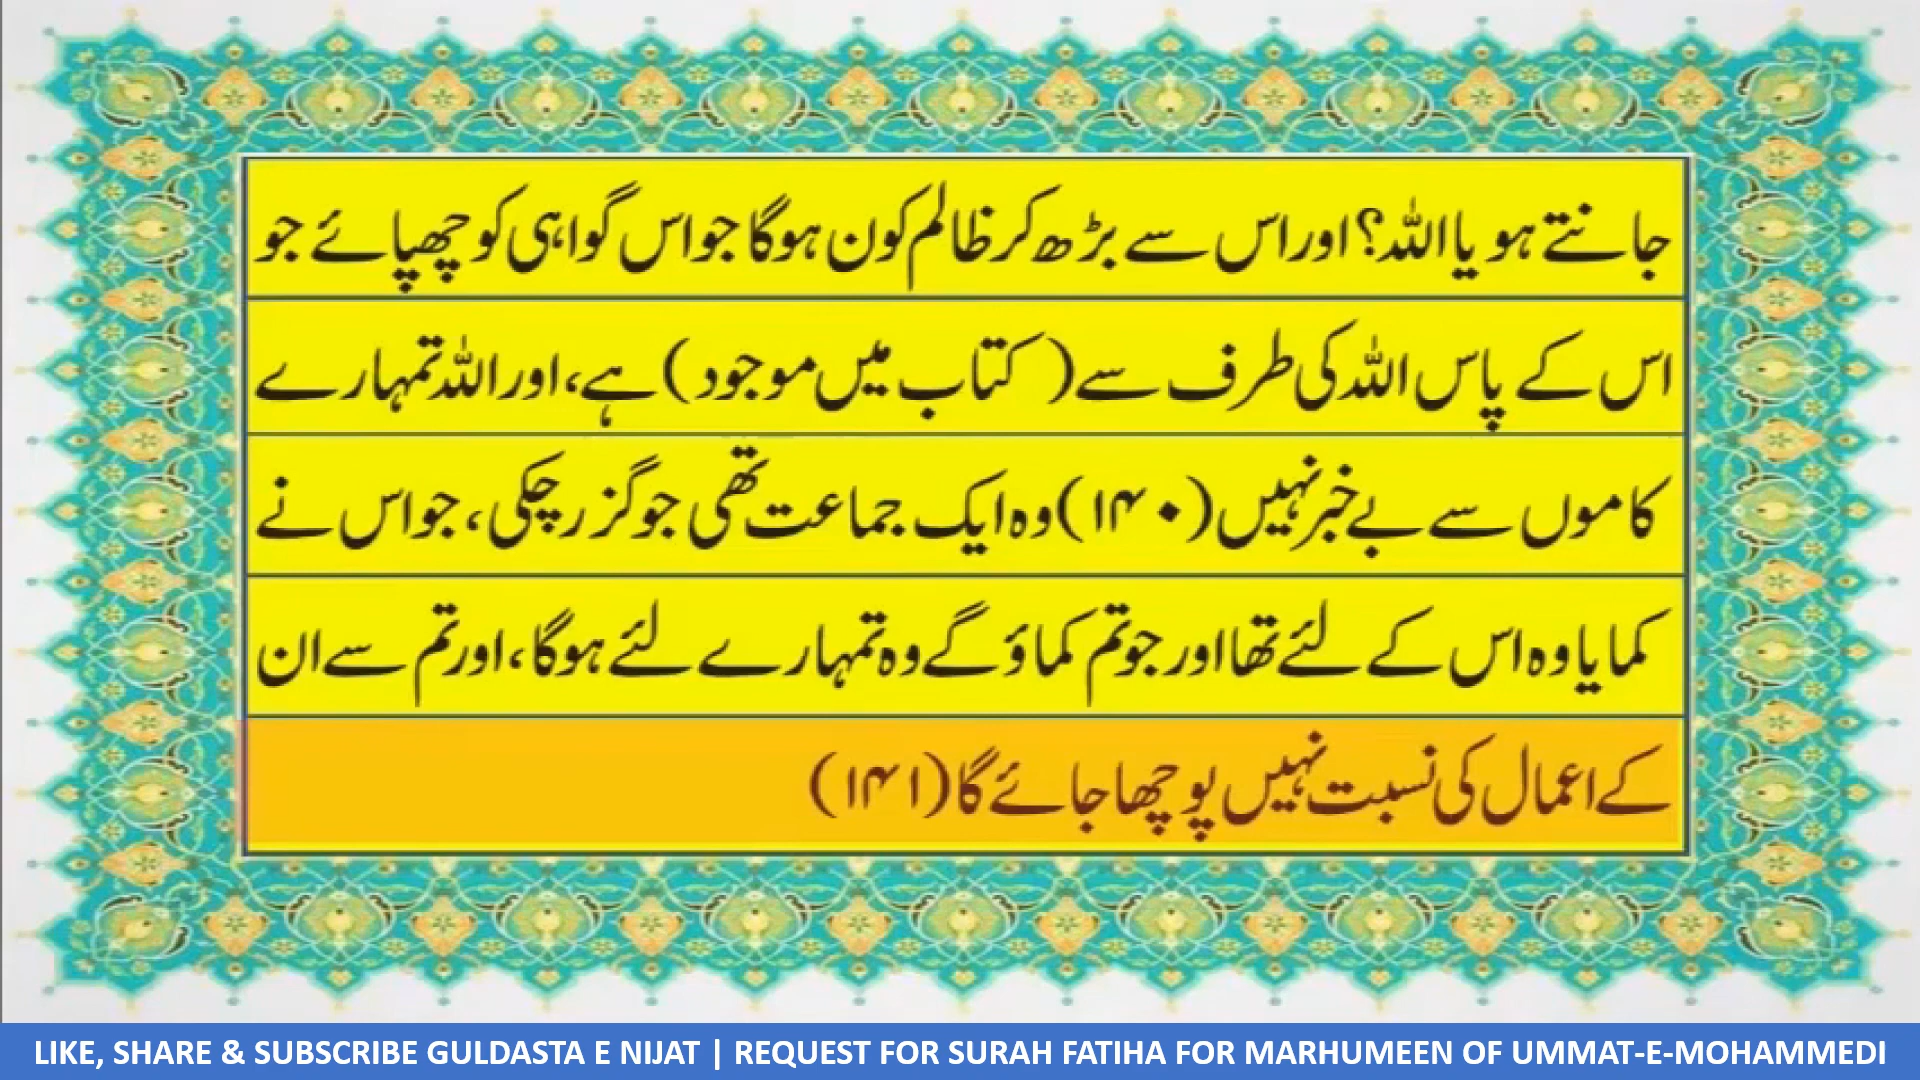 جانتے ہو یا اللہ؟ اور اس سے بڑھ کر ظالم کون ہوگا جو اس گواہی کو چھپائے جو
اس کے پاس اللہ کی طرف سے ( کتاب میں موجود) ہے، اور اللہ تمہارے
کاموں سے بے خبر نہیں (۱۴۰) وہ ایک جماعت تھی جو گزر چکی، جو اس نے
کمایا وہ اس کے لئے تھا اور جو تم کماؤ گے وہ تمہارے لئے ہوگا، اور تم سے ان
کے اعمال کی نسبت نہیں پوچھا جائے گا (۱۴۱)
LIKE, SHARE & SUBSCRIBE GULDASTA E NIJAT | REQUEST FOR SURAH FATIHA FOR MARHUMEEN OF UMMAT-E-MOHAMMEDI